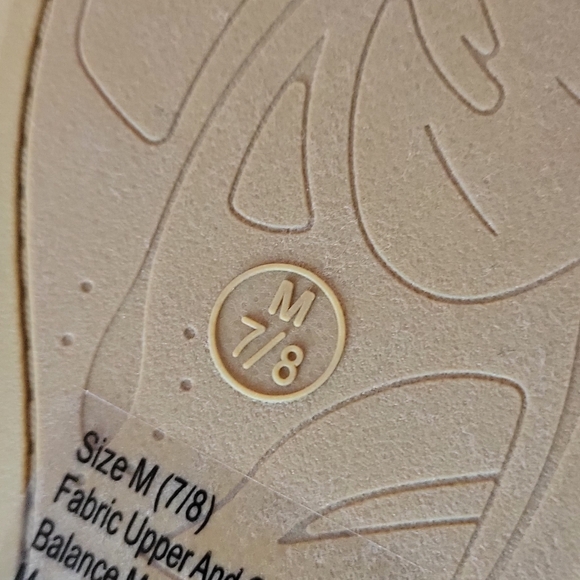 M
7/8
Size M (7/8)
Fabric Upper And
Balance